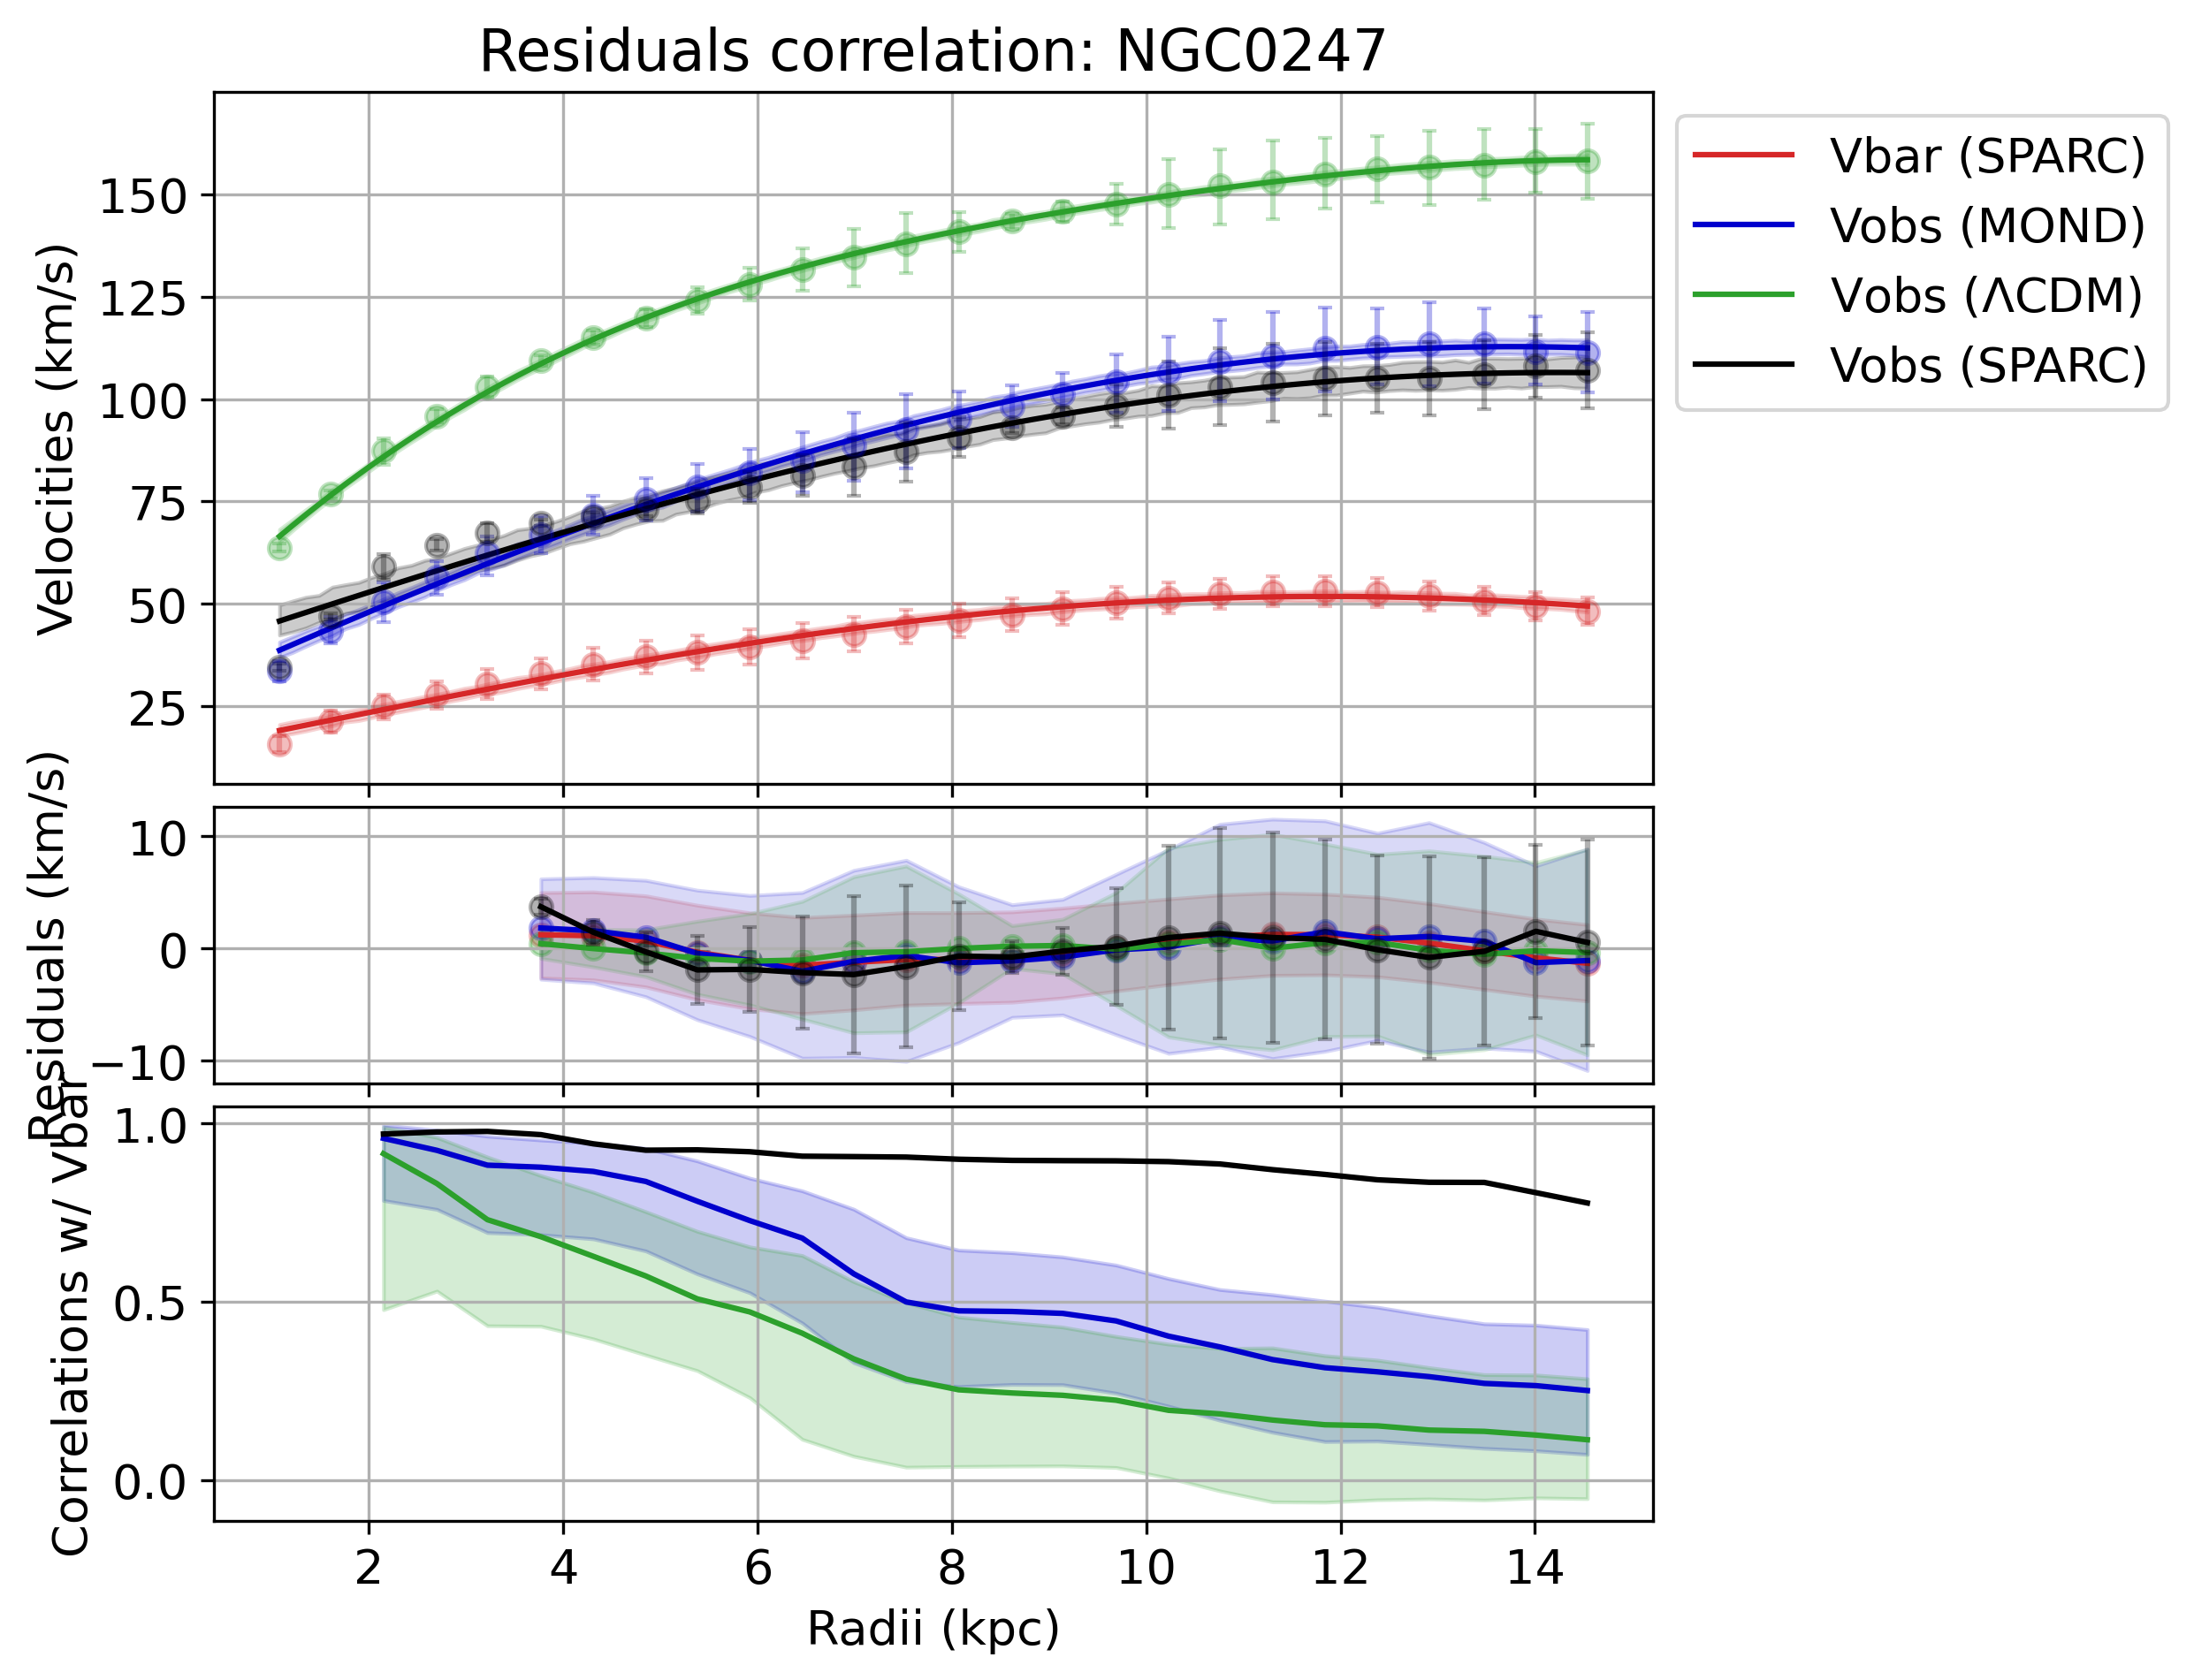 Residuals correlation: NGC0247
Velocities (km/s)
150
125
100
75
50
25
Vbar (SPARC)
Vobs (MOND)
Vobs (ΛCDM)
Vobs (SPARC)
Residuals (km/s)
10
0
−10
Correlations w/ Vbar
1.0
0.5
0.0
2 4 6 8 10 12 14
Radii (kpc)